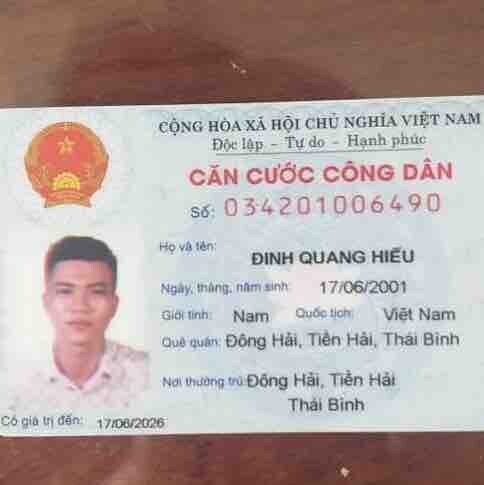 CỘNG HÒA XÃ HỘI CHỦ NGHĨA VIỆT NAM
Độc lập - Tự do - Hạnh phúc
CĂN CƯỚC CÔNG DÂN
Số: 034201006490
Họ và tên:
ĐINH QUANG HIẾU
Ngày, tháng, năm sinh: 17/06/2001
Giới tính: Nam Quốc tịch: Việt Nam
Quê quán: Đông Hải, Tiền Hải, Thái Bình
Nơi thường trú: Đông Hải, Tiền Hải
Thái Bình
Có giá trị đến: 17/06/2026